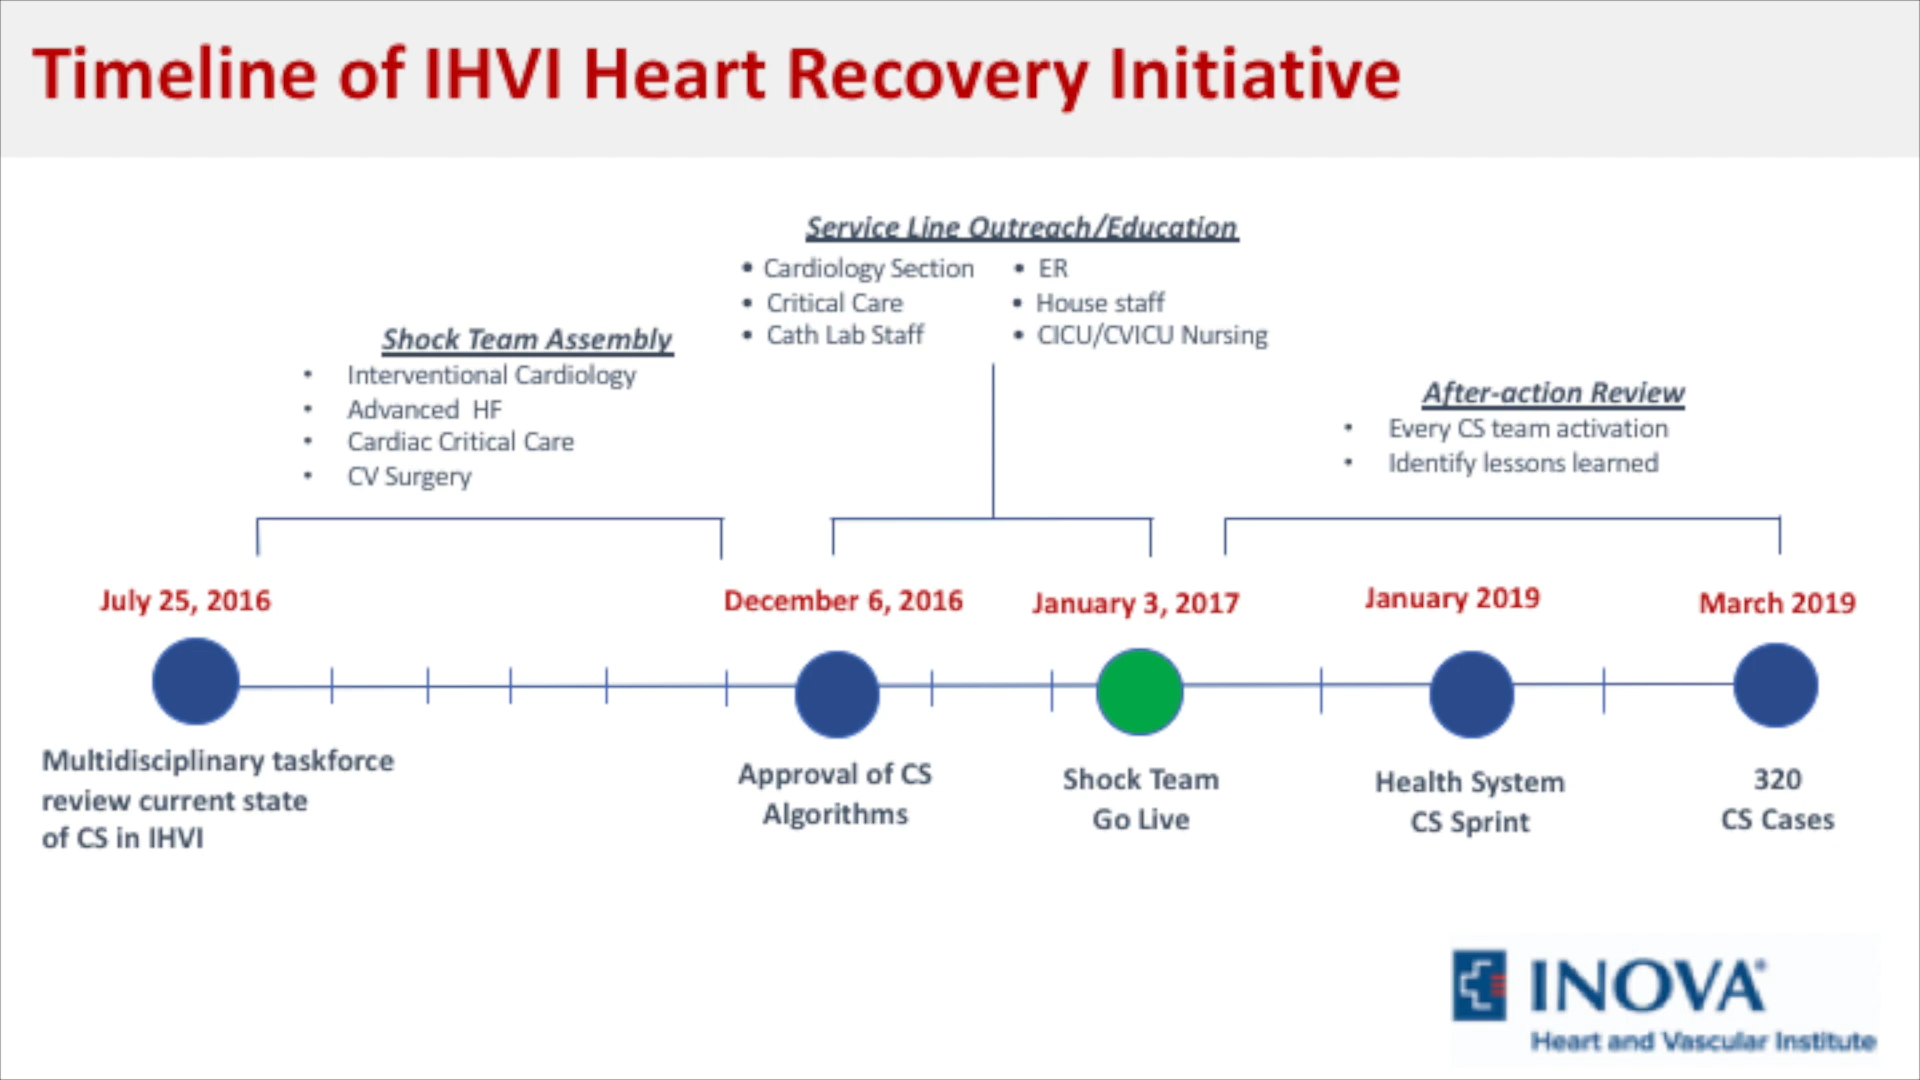 Timeline of IHVI Heart Recovery Initiative
Service Line Outreach/Education
• Cardiology Section • ER
• Critical Care • House staff
• Cath Lab Staff • CICU/CVICU Nursing
Shock Team Assembly
• Interventional Cardiology
• Advanced HF
• Cardiac Critical Care
• CV Surgery
After-action Review
• Every CS team activation
• Identify lessons learned
July 25, 2016
December 6, 2016
January 3, 2017
January 2019
March 2019
Multidisciplinary taskforce
review current state
of CS in IHVI
Approval of CS
Algorithms
Shock Team
Go Live
Health System
CS Sprint
320
CS Cases
INOVA®
Heart and Vascular Institute